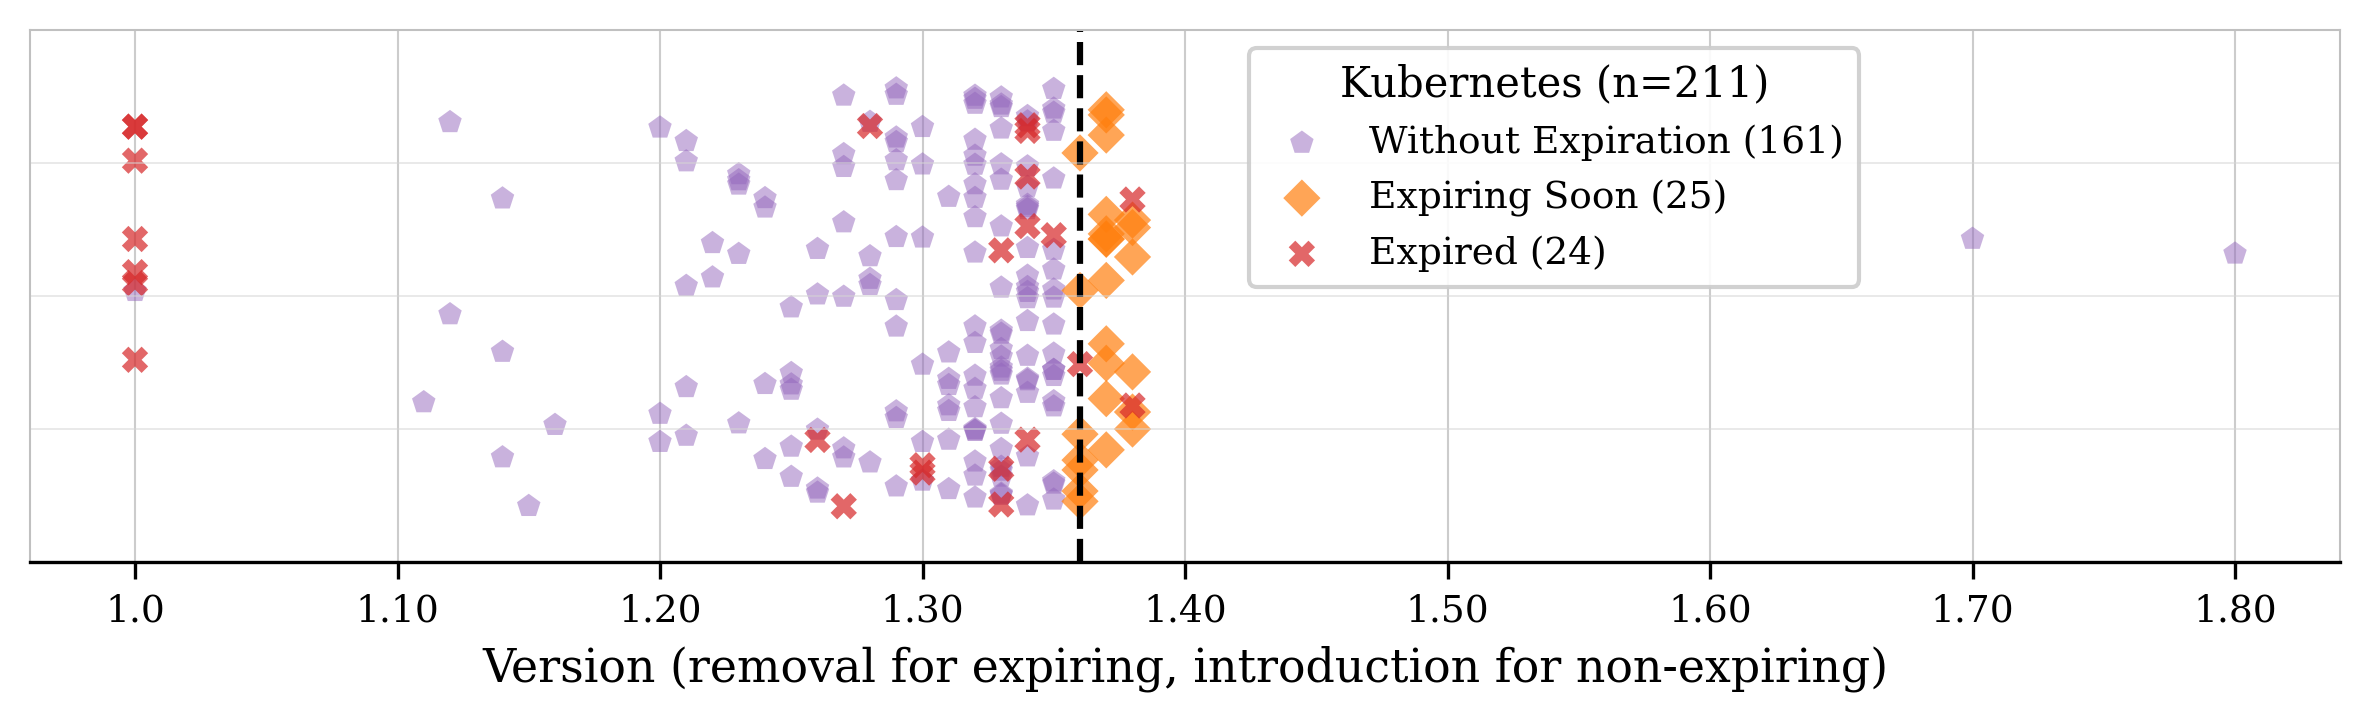 Kubernetes (n=211)
Without Expiration (161)
Expiring Soon (25)
Expired (24)
1.0 1.10 1.20 1.30 1.40 1.50 1.60 1.70 1.80
Version (removal for expiring, introduction for non-expiring)